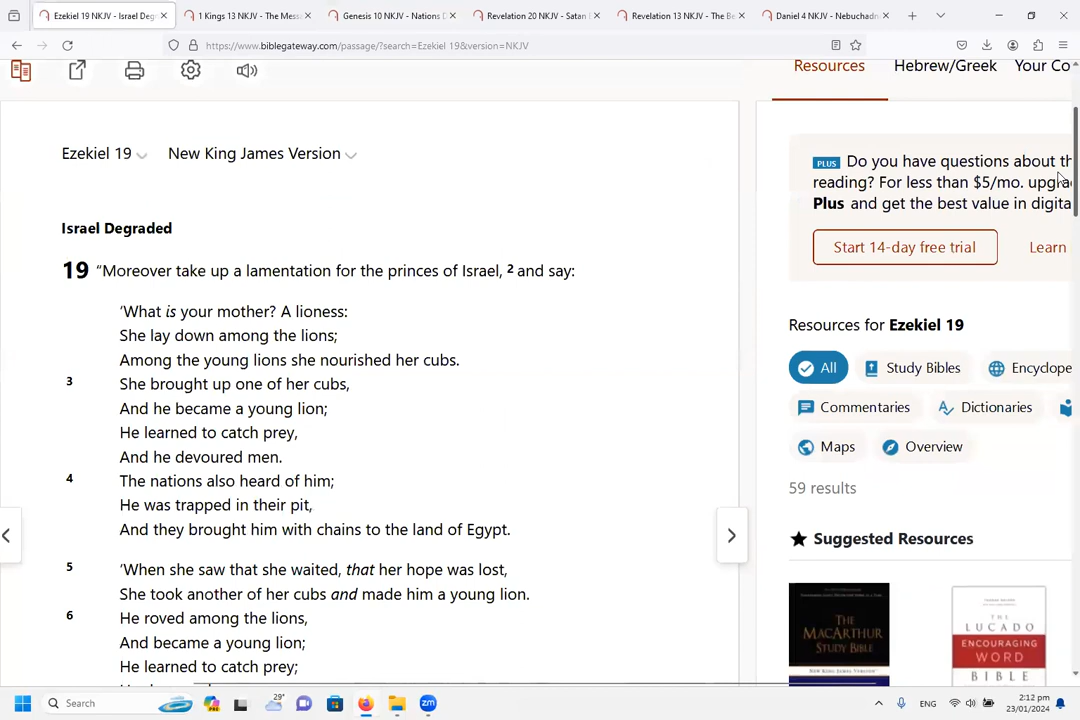 Ezekiel 19 NKJV - Israel Degr
1 Kings 13 NKJV - The Messa
Genesis 10 NKJV - Nations D
Revelation 20 NKJV - Satan B
Revelation 13 NKJV - The Be
Daniel 4 NKJV - Nebuchadn
https://www.biblegateway.com/passage/?search=Ezekiel 19&version=NKJV
Resources Hebrew/Greek Your Co
Ezekiel 19 New King James Version
Israel Degraded
19 “Moreover take up a lamentation for the princes of Israel, 2 and say:
‘What is your mother? A lioness:
She lay down among the lions;
Among the young lions she nourished her cubs.
3 She brought up one of her cubs,
And he became a young lion;
He learned to catch prey,
And he devoured men.
4 The nations also heard of him;
He was trapped in their pit,
And they brought him with chains to the land of Egypt.
5 ‘When she saw that she waited, that her hope was lost,
She took another of her cubs and made him a young lion.
6 He roved among the lions,
And became a young lion;
He learned to catch prey;
PLUS Do you have questions about th
reading? For less than $5/mo. upgra
Plus and get the best value in digita
Start 14-day free trial Learn
Resources for Ezekiel 19
All Study Bibles Encyclope
Commentaries Dictionaries
Maps Overview
59 results
Suggested Resources
THE
MACARTHUR
STUDY BIBLE
THE
LUCADO
ENCOURAGING
WORD
BIBLE
Search
29°
ENG
2:12 pm
23/01/2024